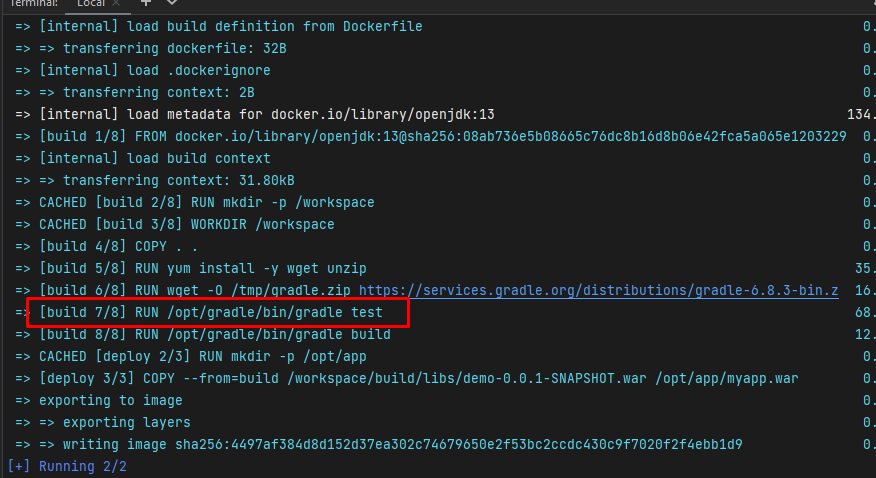 Terminal: Local × +
=> [internal] load build definition from Dockerfile 0.
=> => transferring dockerfile: 32B 0.
=> [internal] load .dockerignore 0.
=> => transferring context: 2B 0.
=> [internal] load metadata for docker.io/library/openjdk:13 134.
=> [build 1/8] FROM docker.io/library/openjdk:13@sha256:08ab736e5b08665c76dc8b16d8b06e42fca5a065e1203229 0.
=> [internal] load build context 0.
=> => transferring context: 31.80kB 0.
=> CACHED [build 2/8] RUN mkdir -p /workspace 0.
=> CACHED [build 3/8] WORKDIR /workspace 0.
=> [build 4/8] COPY . . 0.
=> [build 5/8] RUN yum install -y wget unzip 35.
=> [build 6/8] RUN wget -O /tmp/gradle.zip https://services.gradle.org/distributions/gradle-6.8.3-bin.z 16.
=> [build 7/8] RUN /opt/gradle/bin/gradle test 68.
=> [build 8/8] RUN /opt/gradle/bin/gradle build 12.
=> CACHED [deploy 2/3] RUN mkdir -p /opt/app 0.
=> [deploy 3/3] COPY --from=build /workspace/build/libs/demo-0.0.1-SNAPSHOT.war /opt/app/myapp.war 0.
=> exporting to image 0.
=> => exporting layers 0.
=> => writing image sha256:4497af384d8d152d37ea302c74679650e2f53bc2ccdc430c9f7020f2f4ebb1d9 0.
[+] Running 2/2